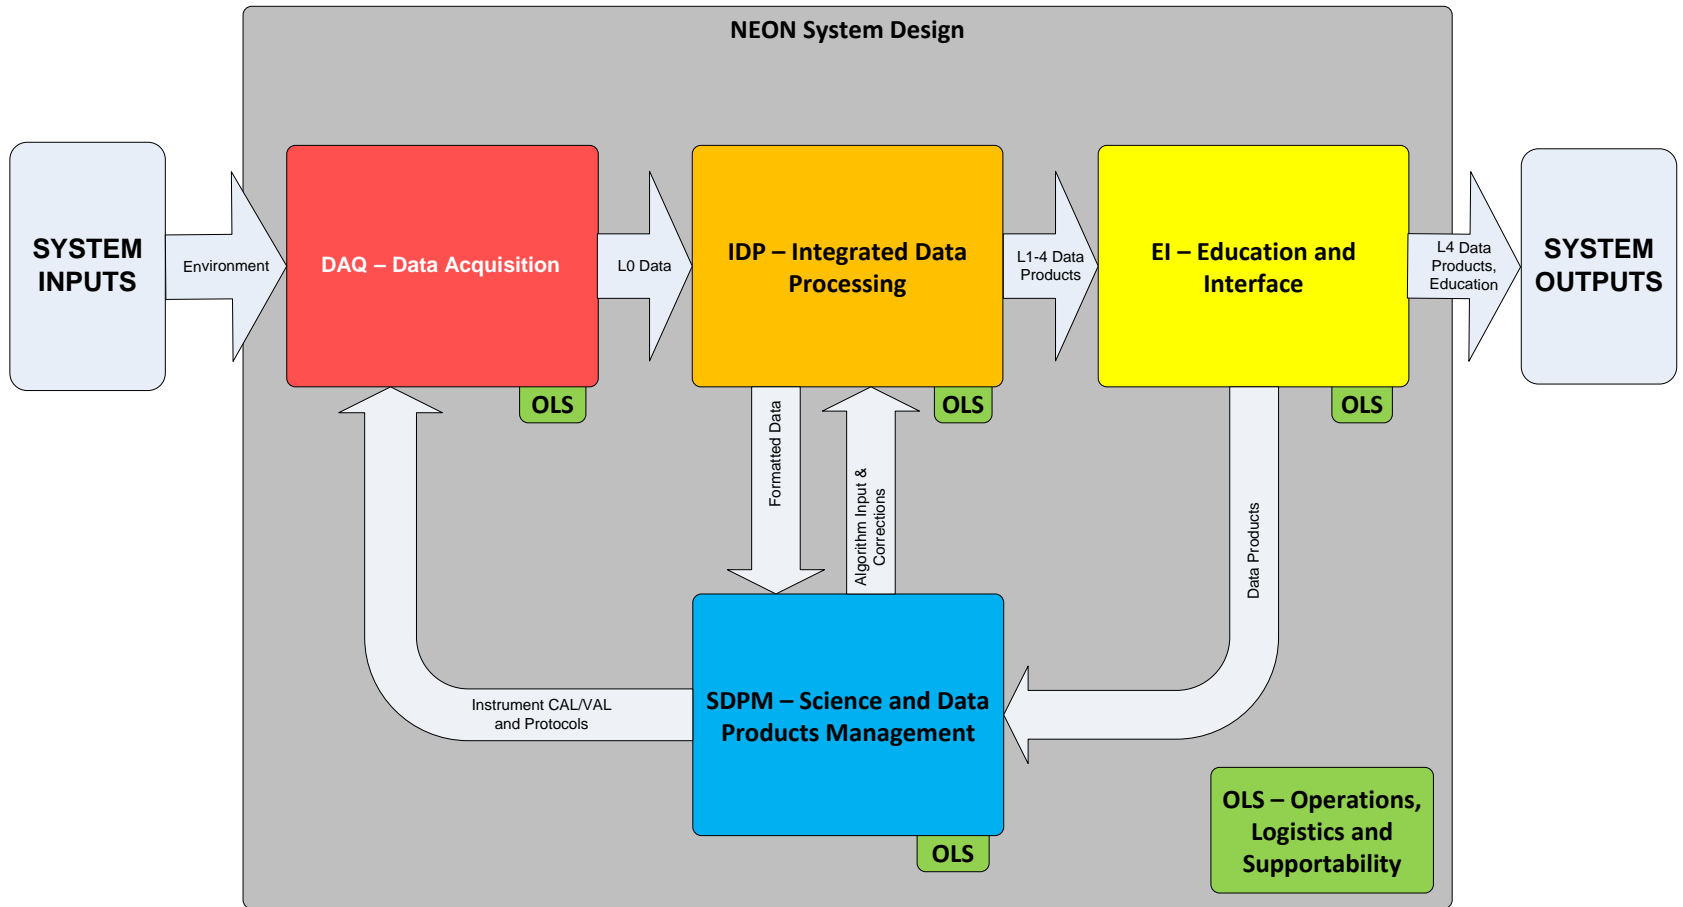 NEON System Design
SYSTEM
INPUTS
Environment
DAQ – Data Acquisition
L0 Data
IDP – Integrated Data
Processing
L1-4 Data
Products
EI – Education and
Interface
L4 Data
Products,
Education
SYSTEM
OUTPUTS
OLS
OLS
OLS
Formatted Data
Algorithm Input &
Corrections
Data Products
Instrument CAL/VAL
and Protocols
SDPM – Science and Data
Products Management
OLS
OLS – Operations,
Logistics and
Supportability